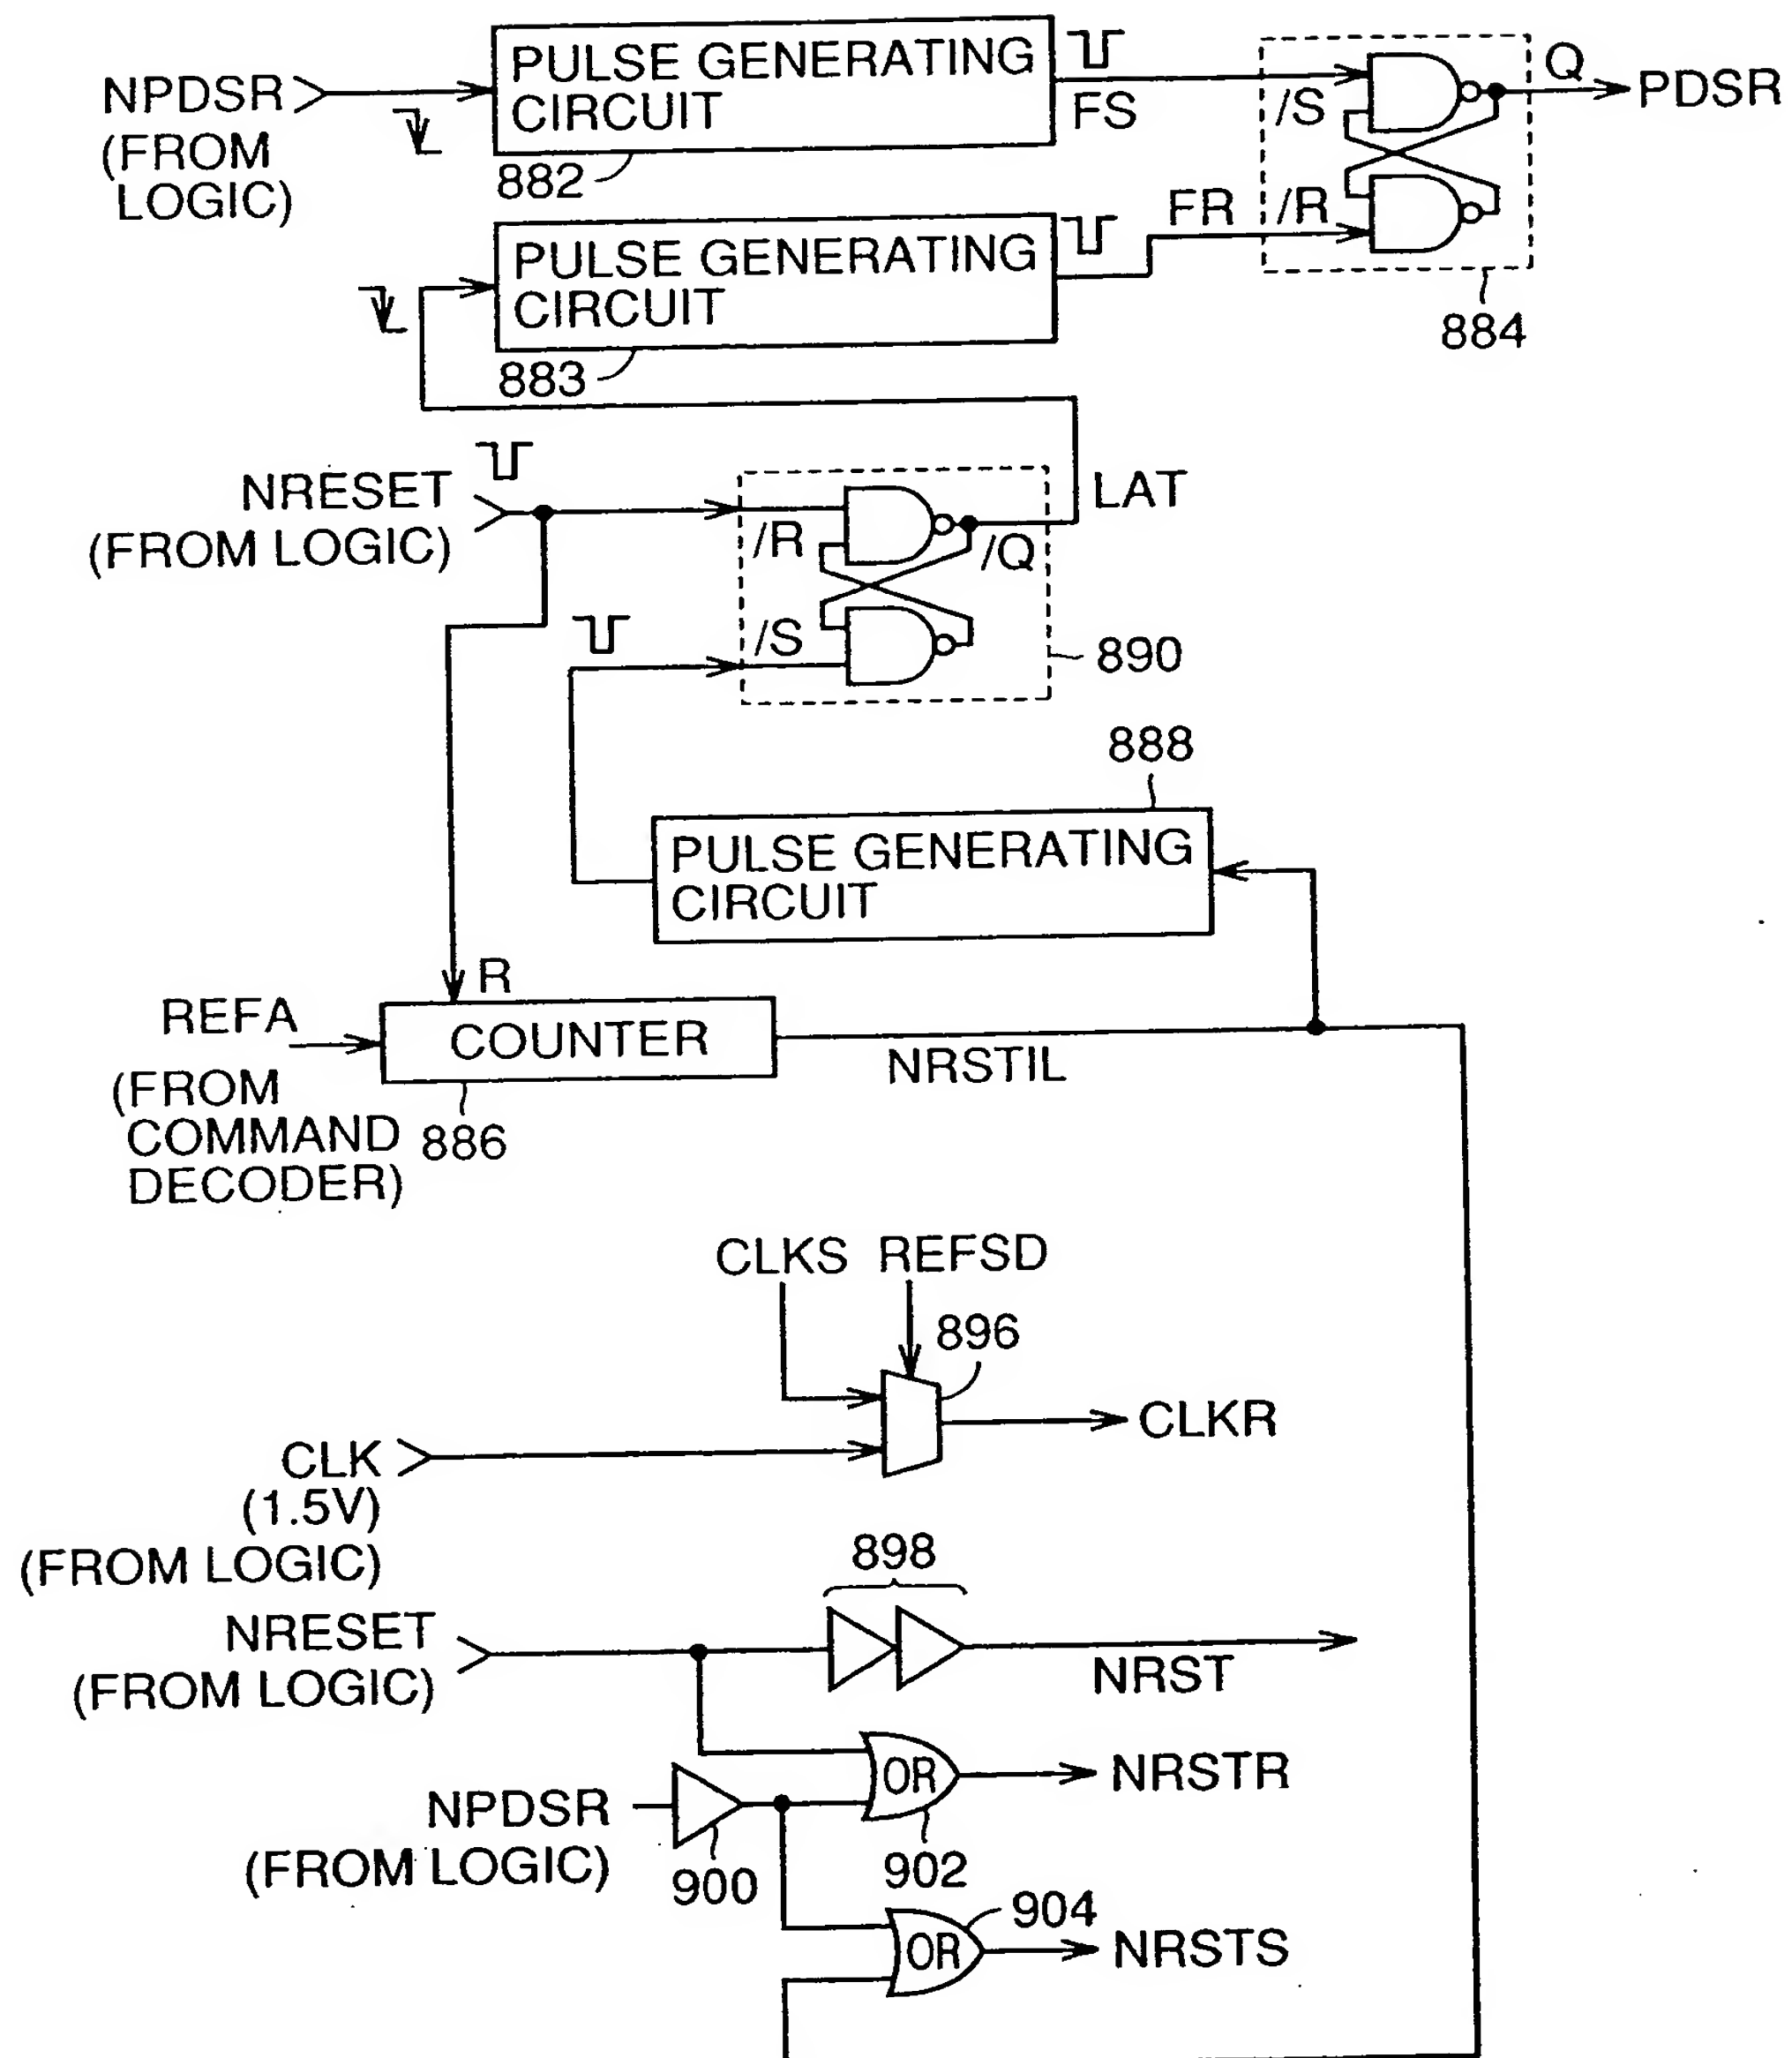 NPDSR
(FROM
LOGIC)
PULSE GENERATING
CIRCUIT
882
FS
/S
Q
PDSR
PULSE GENERATING
CIRCUIT
883
FR
/R
884
NRESET
(FROM LOGIC)
/R
/Q
LAT
/S
890
888
PULSE GENERATING
CIRCUIT
R
REFA
(FROM
COMMAND
DECODER)
COUNTER
886
NRSTIL
CLKS
REFSD
896
CLKR
CLK
(1.5V)
(FROM LOGIC)
898
NRESET
(FROM LOGIC)
NRST
OR
NRSTR
902
NPDSR
(FROM LOGIC)
900
904
OR
NRSTS